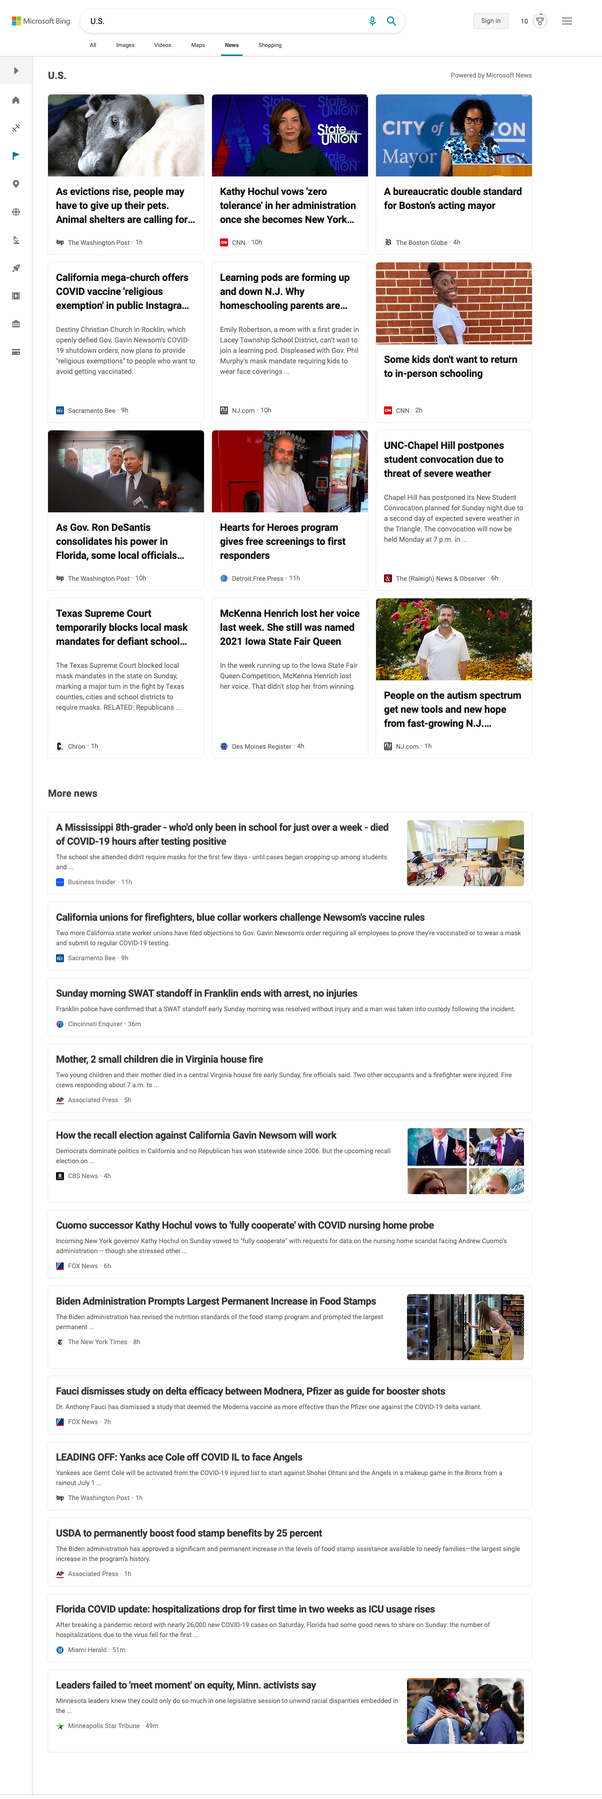 Microsoft Bing
U.S.
Sign in
10
All
Images
Videos
Maps
News
Shopping
U.S.
Powered by Microsoft News
As evictions rise, people may
have to give up their pets.
Animal shelters are calling for...
The Washington Post · 1h
State of the UNION
Kathy Hochul vows 'zero
tolerance' in her administration
once she becomes New York...
CNN · 10h
CITY of BOSTON
Mayor
A bureaucratic double standard
for Boston's acting mayor
The Boston Globe · 4h
California mega-church offers
COVID vaccine 'religious
exemption' in public Instagra...
Destiny Christian Church in Rocklin, which
openly defied Gov. Gavin Newsom's COVID-
19 shutdown orders, now plans to provide
"religious exemptions" to people who want to
avoid getting vaccinated.
Sacramento Bee · 9h
Learning pods are forming up
and down N.J. Why
homeschooling parents are...
Emily Robertson, a mom with a first grader in
Lacey Township School District, can't wait to
join a learning pod. Displeased with Gov. Phil
Murphy's mask mandate requiring kids to
wear face coverings ...
NJ.com · 10h
Some kids don't want to return
to in-person schooling
CNN · 2h
As Gov. Ron DeSantis
consolidates his power in
Florida, some local officials...
The Washington Post · 10h
Hearts for Heroes program
gives free screenings to first
responders
Detroit Free Press · 11h
UNC-Chapel Hill postpones
student convocation due to
threat of severe weather
Chapel Hill has postponed its New Student
Convocation planned for Sunday night due to
a second day of expected severe weather in
the Triangle. The convocation will now be
held Monday at 7 p.m. in ...
The (Raleigh) News & Observer · 6h
Texas Supreme Court
temporarily blocks local mask
mandates for defiant school...
The Texas Supreme Court blocked local
mask mandates in the state on Sunday,
marking a major turn in the fight by Texas
counties, cities and school districts to
require masks. RELATED: Republicans ...
Chron · 1h
McKenna Henrich lost her voice
last week. She still was named
2021 Iowa State Fair Queen
In the week running up to the Iowa State Fair
Queen Competition, McKenna Henrich lost
her voice. That didn't stop her from winning.
Des Moines Register · 4h
People on the autism spectrum
get new tools and new hope
from fast-growing N.J....
NJ.com · 1h
More news
A Mississippi 8th-grader - who'd only been in school for just over a week - died
of COVID-19 hours after testing positive
The school she attended didn't require masks for the first few days - until cases began cropping up among students
and ...
Business Insider · 11h
California unions for firefighters, blue collar workers challenge Newsom's vaccine rules
Two more California state worker unions have filed objections to Gov. Gavin Newsom's order requiring all employees to prove they're vaccinated or to wear a mask
and submit to regular COVID-19 testing.
Sacramento Bee · 9h
Sunday morning SWAT standoff in Franklin ends with arrest, no injuries
Franklin police have confirmed that a SWAT standoff early Sunday morning was resolved without injury and a man was taken into custody following the incident.
Cincinnati Enquirer · 36m
Mother, 2 small children die in Virginia house fire
Two young children and their mother died in a central Virginia house fire early Sunday, fire officials said. Two other occupants and a firefighter were injured. Fire
crews responding about 7 a.m. to ...
Associated Press · 5h
How the recall election against California Gavin Newsom will work
Democrats dominate politics in California and no Republican has won statewide since 2006. But the upcoming recall
election on ...
CBS News · 4h
Cuomo successor Kathy Hochul vows to 'fully cooperate' with COVID nursing home probe
Incoming New York governor Kathy Hochul on Sunday vowed to "fully cooperate" with requests for data on the nursing home scandal facing Andrew Cuomo's
administration – though she stressed other ...
FOX News · 6h
Biden Administration Prompts Largest Permanent Increase in Food Stamps
The Biden administration has revised the nutrition standards of the food stamp program and prompted the largest
permanent ...
The New York Times · 8h
Fauci dismisses study on delta efficacy between Modnera, Pfizer as guide for booster shots
Dr. Anthony Fauci has dismissed a study that deemed the Moderna vaccine as more effective than the Pfizer one against the COVID-19 delta variant.
FOX News · 7h
LEADING OFF: Yanks ace Cole off COVID IL to face Angels
Yankees ace Gerrit Cole will be activated from the COVID-19 injured list to start against Shohei Ohtani and the Angels in a makeup game in the Bronx from a
rainout July 1 ...
The Washington Post · 1h
USDA to permanently boost food stamp benefits by 25 percent
The Biden administration has approved a significant and permanent increase in the levels of food stamp assistance available to needy families—the largest single
increase in the program's history.
Associated Press · 1h
Florida COVID update: hospitalizations drop for first time in two weeks as ICU usage rises
After breaking a pandemic record with nearly 26,000 new COVID-19 cases on Saturday, Florida had some good news to share on Sunday: the number of
hospitalizations due to the virus fell for the first ...
Miami Herald · 51m
Leaders failed to 'meet moment' on equity, Minn. activists say
Minnesota leaders knew they could only do so much in one legislative session to unwind racial disparities embedded in
the ...
Minneapolis Star Tribune · 49m